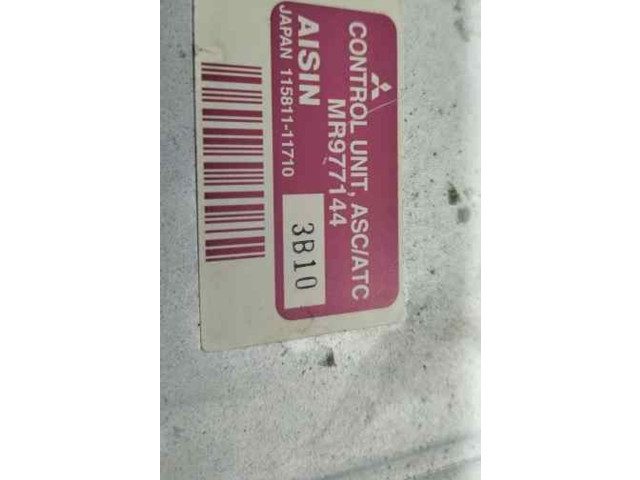 CONTROL UNIT, ASC/ATC
MR977144
AISIN
JAPAN 115811-11710
3B10